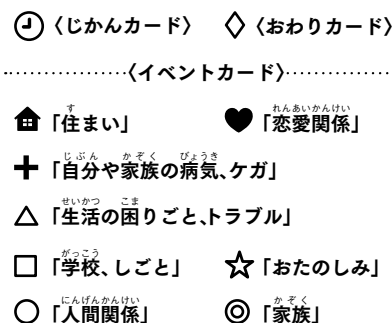 〈じかんカード〉 〈おわりカード〉
〈イベントカード〉
「住まい」 「恋愛関係」
「自分や家族の病気、ケガ」
「生活の困りごと、トラブル」
「学校、しごと」 「おたのしみ」
「人間関係」 「家族」